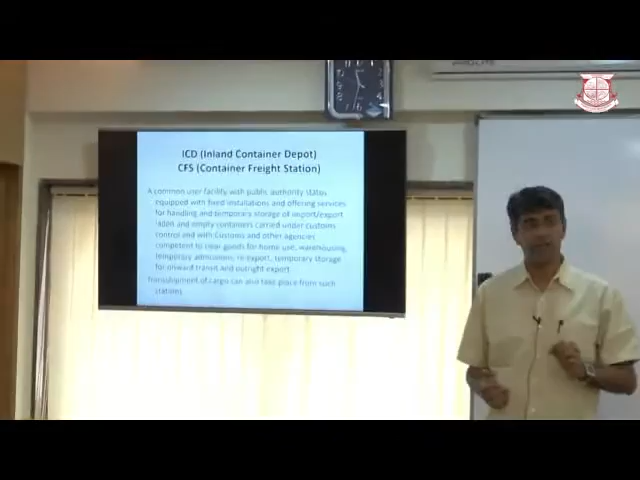 ICD (Inland Container Depot)
CFS (Container Freight Station)
A common user facility with public authority status
equipped with fixed installations and offering services
for handling and temporary storage of import/export
laden and empty containers carried under customs
control and with Customs and other agencies
competent to clear goods for home use, warehousing,
temporary admissions, re-export, temporary storage
for onward transit and outright export.
Transshipment of cargo can also take place from such
stations